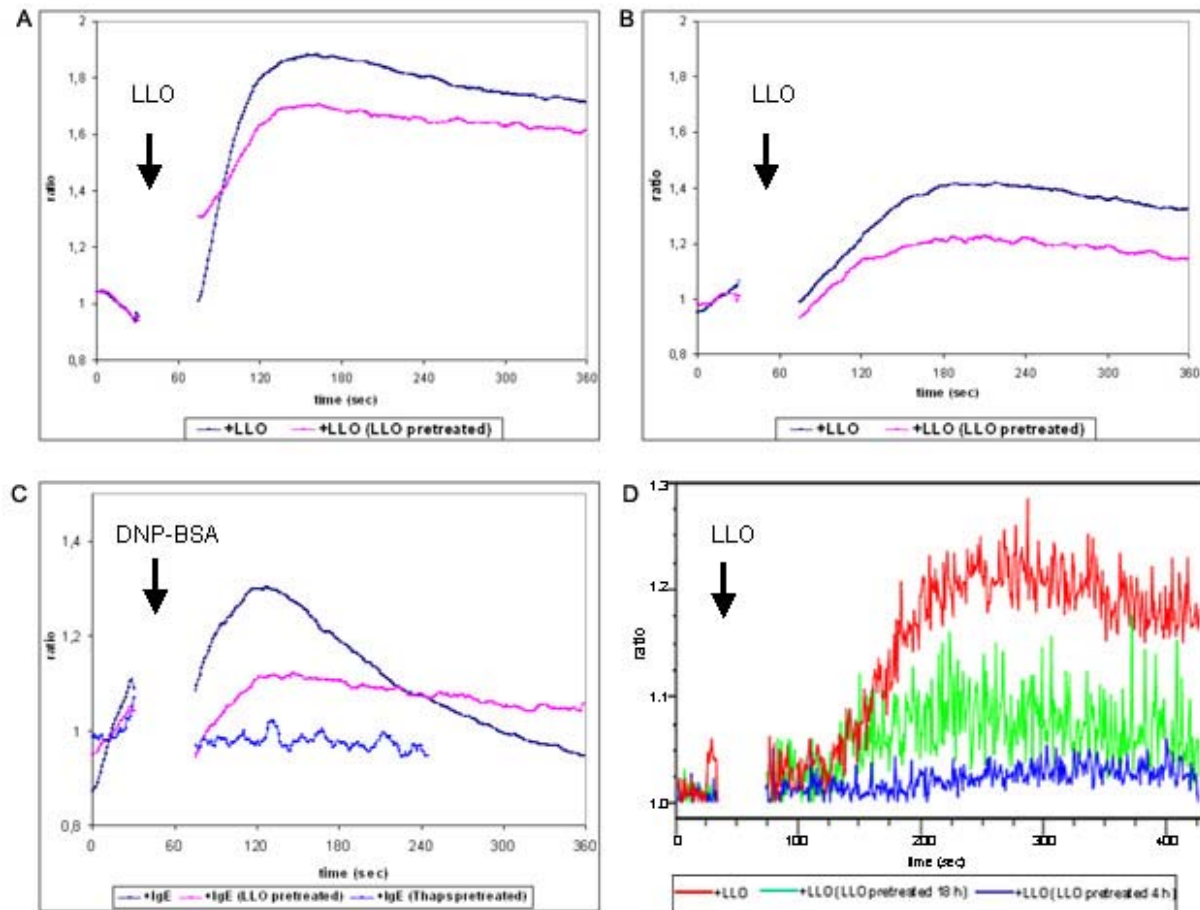 A
2
1,8
1,6
1,4
1,2
1
0,8
ratio
LLO
0 60 120 180 240 300 360
time (sec)
+LLO +LLO (LLO pretreated)
B
2
1,8
1,6
1,4
1,2
1
0,8
ratio
LLO
0 60 120 180 240 300 360
time (sec)
+LLO +LLO (LLO pretreated)
C
1,4
1,2
1
0,8
ratio
DNP-BSA
0 60 120 180 240 300 360
time (sec)
+IgE +IgE (LLO pretreated) +IgE (Thaps pretreated)
D
1.3
1.2
1.1
1.0
ratio
LLO
0 100 200 300 400
time (sec)
+LLO +LLO(LLO pretreated 18 h) +LLO(LLO pretreated 4 h)